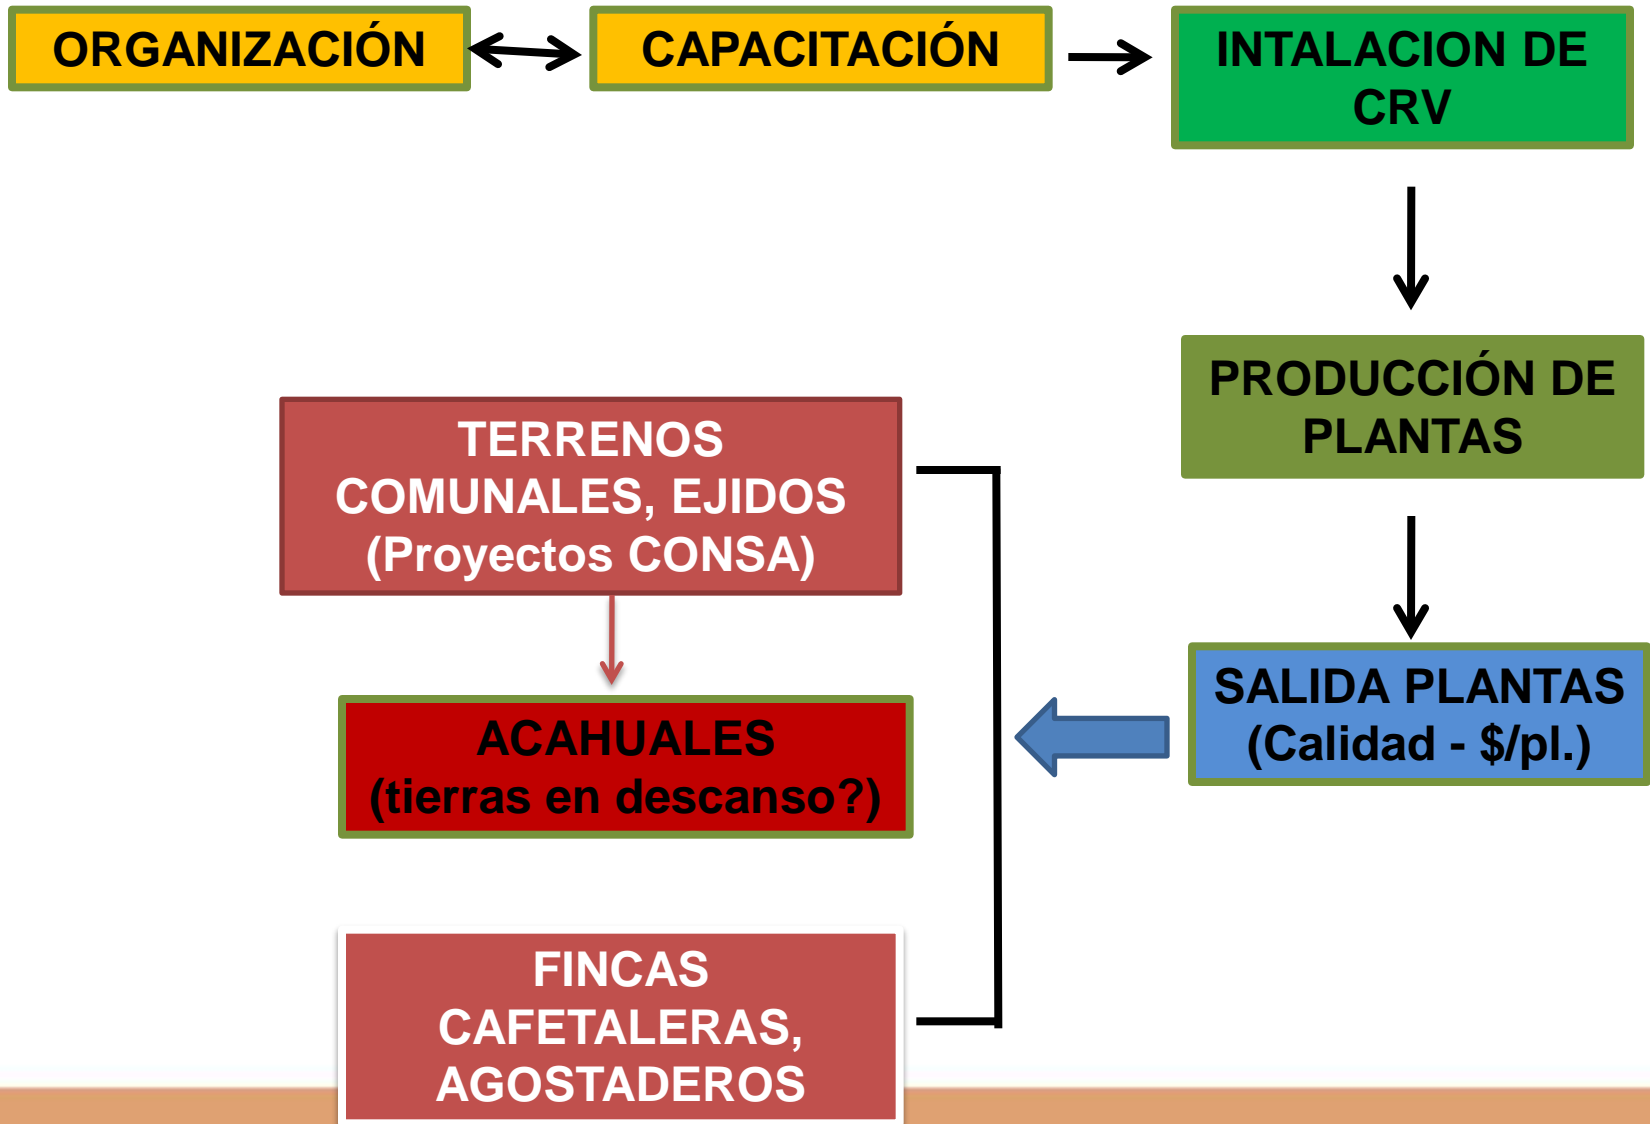 ORGANIZACIÓN
CAPACITACIÓN
INTALACION DE
CRV
PRODUCCIÓN DE
PLANTAS
SALIDA PLANTAS
(Calidad - $/pl.)
TERRENOS
COMUNALES, EJIDOS
(Proyectos CONSA)
ACAHUALES
(tierras en descanso?)
FINCAS
CAFETALERAS,
AGOSTADEROS